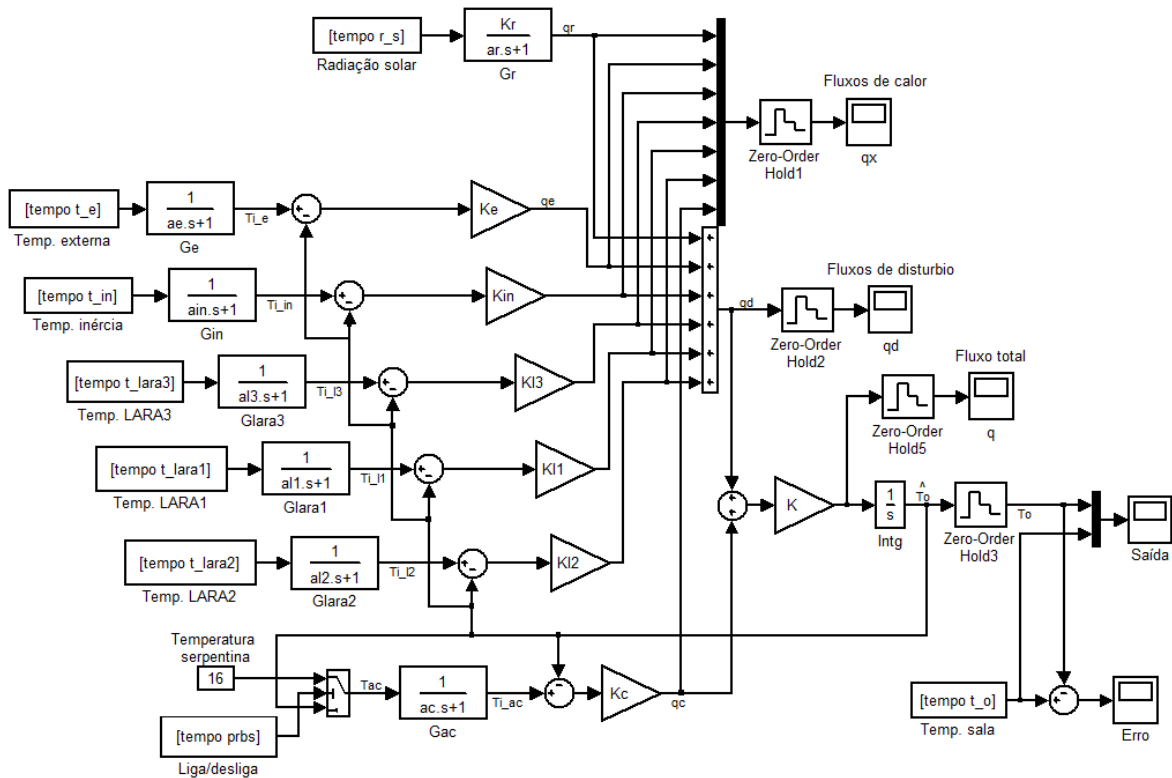 [tempo r_s]
Radiação solar
Kr
ar.s+1
Gr
qr
Fluxos de calor
Zero-Order
Hold1
qx
[tempo t_e]
Temp. externa
1
ae.s+1
Ge
Ti_e
Ke
qe
[tempo t_in]
Temp. inércia
1
ain.s+1
Gin
Ti_in
Kin
qd
Fluxos de disturbio
Zero-Order
Hold2
qd
[tempo t_lara3]
Temp. LARA3
1
al3.s+1
Glara3
Ti_l3
Kl3
Fluxo total
Zero-Order
Hold5
q
[tempo t_lara1]
Temp. LARA1
1
al1.s+1
Glara1
Ti_l1
Kl1
K
1
s
Intg
^
To
Zero-Order
Hold3
To
Saída
[tempo t_lara2]
Temp. LARA2
1
al2.s+1
Glara2
Ti_l2
Kl2
Temperatura
serpentina
16
Tac
1
ac.s+1
Gac
Ti_ac
Kc
qc
[tempo prbs]
Liga/desliga
[tempo t_o]
Temp. sala
Erro